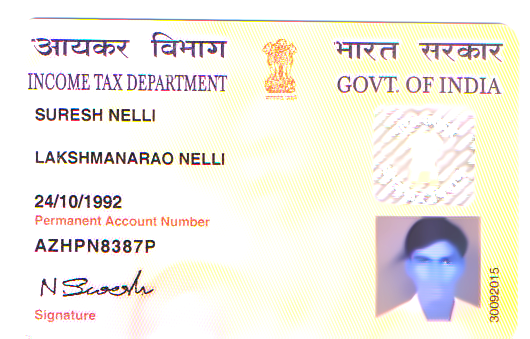 आयकर विभाग
भारत सरकार
INCOME TAX DEPARTMENT
GOVT. OF INDIA
SURESH NELLI
LAKSHMANARAO NELLI
24/10/1992
Permanent Account Number
AZHPN8387P
N Suresh
Signature
30092015